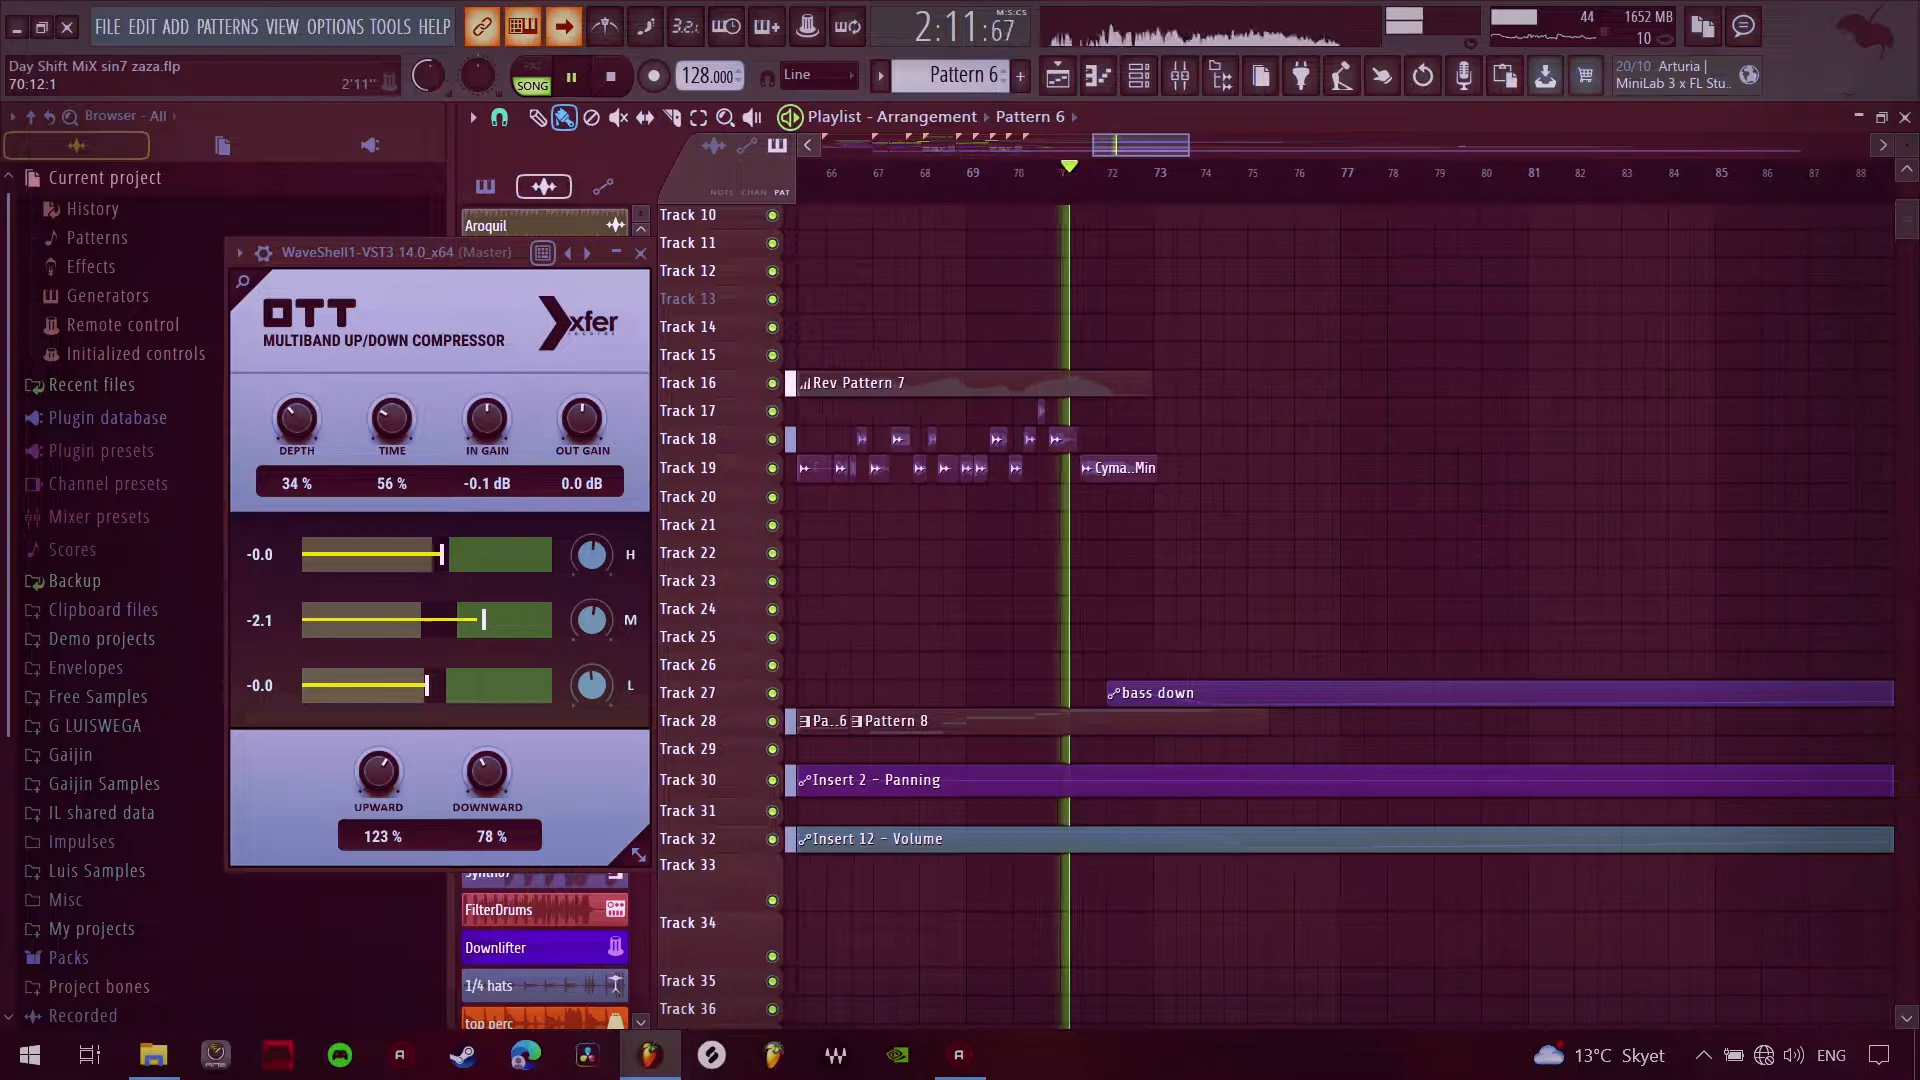 FILE EDIT ADD PATTERNS VIEW OPTIONS TOOLS HELP
3.2.
2:11:67
M:S:CS
44
1652 MB
10
Day Shift MiX sin7 zaza.flp
70:12:1
2'11"
PAT
SONG
128.000
Line
Pattern 6
20/10 Arturia |
MiniLab 3 x FL Stu..
Browser - All
Playlist - Arrangement
Pattern 6
NOTE CHAN PAT
66 67 68 69 70 72 73 74 75 76 77 78 79 80 81 82 83 84 85 86 87 88
Current project
History
Patterns
Effects
Generators
Remote control
Initialized controls
Recent files
Plugin database
Plugin presets
Channel presets
Mixer presets
Scores
Backup
Clipboard files
Demo projects
Envelopes
Free Samples
G LUISWEGA
Gaijin
Gaijin Samples
IL shared data
Impulses
Luis Samples
Misc
My projects
Packs
Project bones
Recorded
WaveShell1-VST3 14.0_x64 (Master)
OTT
MULTIBAND UP/DOWN COMPRESSOR
xfer
records
DEPTH
TIME
IN GAIN
OUT GAIN
34 %
56 %
-0.1 dB
0.0 dB
-0.0
H
-2.1
M
-0.0
L
UPWARD
DOWNWARD
123 %
78 %
Aroquil
FilterDrums
Downlifter
1/4 hats
top perc
Track 10
Track 11
Track 12
Track 13
Track 14
Track 15
Track 16
Rev Pattern 7
Track 17
Track 18
Track 19
Cyma..Min
Track 20
Track 21
Track 22
Track 23
Track 24
Track 25
Track 26
Track 27
bass down
Track 28
Pa..6
Pattern 8
Track 29
Track 30
Insert 2 - Panning
Track 31
Track 32
Insert 12 - Volume
Track 33
Track 34
Track 35
Track 36
13°C Skyet
ENG